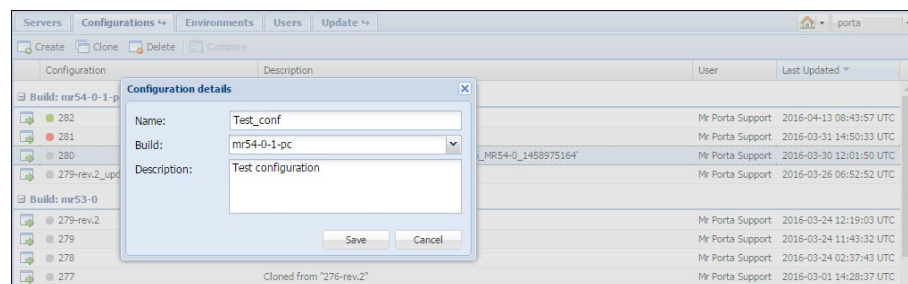 Servers Configurations Environments Users Update porta
Create Clone Delete Compare
Configuration Description User Last Updated
Build: mr54-0-1-p
282 Mr Porta Support 2016-04-13 08:43:57 UTC
281 Mr Porta Support 2016-03-31 14:50:33 UTC
280 _MR54-0_1458975164' Mr Porta Support 2016-03-30 12:01:50 UTC
279-rev.2_upd Mr Porta Support 2016-03-26 06:52:52 UTC
Build: mr53-0
279-rev.2 Mr Porta Support 2016-03-24 12:19:03 UTC
279 Mr Porta Support 2016-03-24 11:43:32 UTC
278 Mr Porta Support 2016-03-24 02:37:43 UTC
277 Cloned from "276-rev.2" Mr Porta Support 2016-03-01 14:28:37 UTC
Configuration details
Name: Test_conf
Build: mr54-0-1-pc
Description: Test configuration
Save Cancel